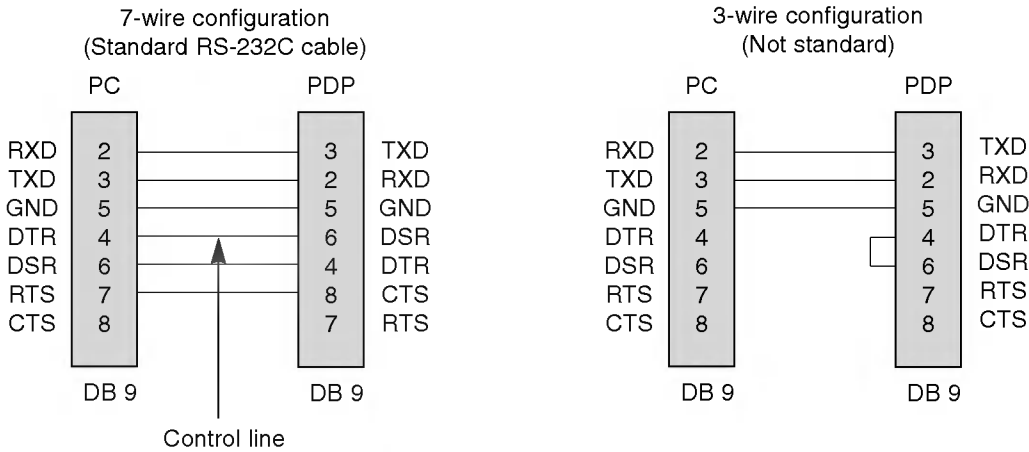 7-wire configuration
(Standard RS-232C cable)
PC PDP
RXD 2 3 TXD
TXD 3 2 RXD
GND 5 5 GND
DTR 4 6 DSR
DSR 6 4 DTR
RTS 7 8 CTS
CTS 8 7 RTS
DB 9 DB 9
Control line
3-wire configuration
(Not standard)
PC PDP
RXD 2 3 TXD
TXD 3 2 RXD
GND 5 5 GND
DTR 4 4 DTR
DSR 6 6 DSR
RTS 7 7 RTS
CTS 8 8 CTS
DB 9 DB 9